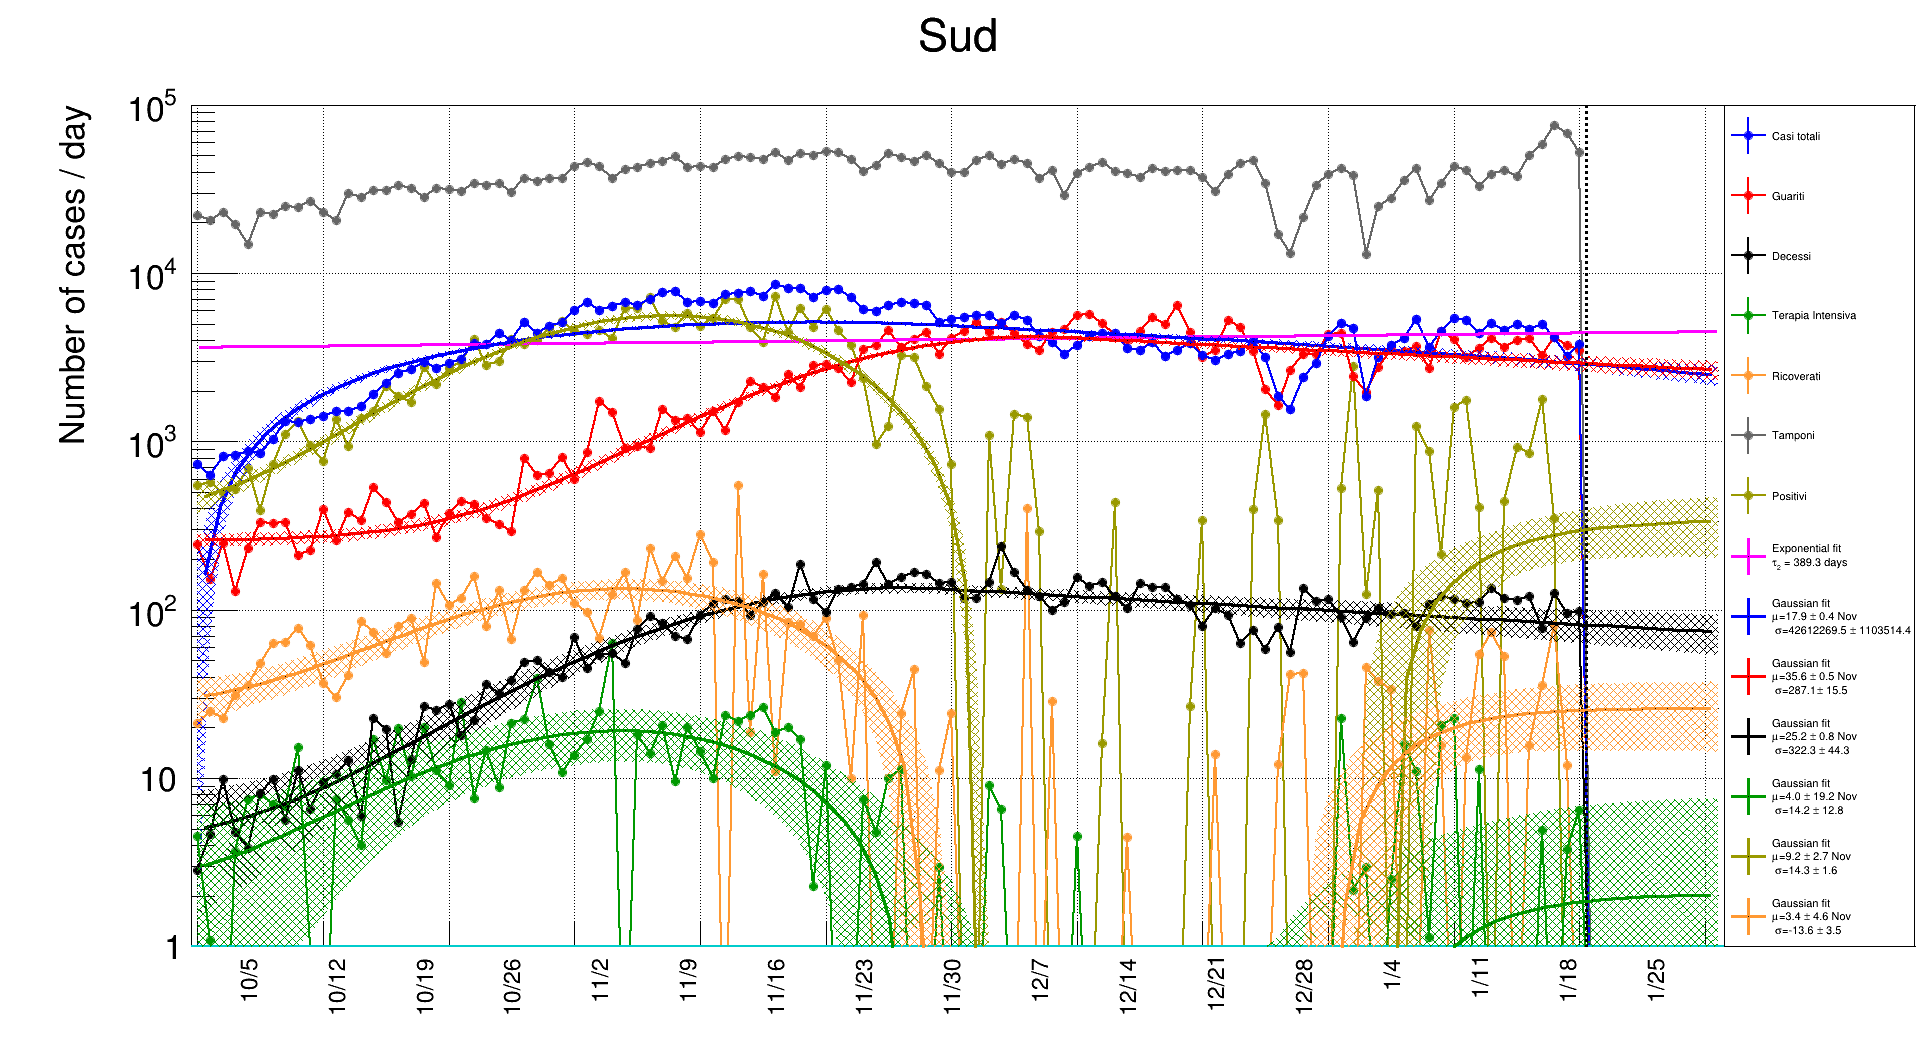 Sud
Number of cases / day
10^5
10^4
10^3
10^2
10
1
10/5
10/12
10/19
10/26
11/2
11/9
11/16
11/23
11/30
12/7
12/14
12/21
12/28
1/4
1/11
1/18
1/25
Casi totali
Guariti
Decessi
Terapia Intensiva
Ricoverati
Tamponi
Positivi
Exponential fit
τ₂ = 389.3 days
Gaussian fit
μ=17.9 ± 0.4 Nov
σ=42612269.5 ± 1103514.4
Gaussian fit
μ=35.6 ± 0.5 Nov
σ=287.1 ± 15.5
Gaussian fit
μ=25.2 ± 0.8 Nov
σ=322.3 ± 44.3
Gaussian fit
μ=4.0 ± 19.2 Nov
σ=14.2 ± 12.8
Gaussian fit
μ=9.2 ± 2.7 Nov
σ=14.3 ± 1.6
Gaussian fit
μ=3.4 ± 4.6 Nov
σ=-13.6 ± 3.5